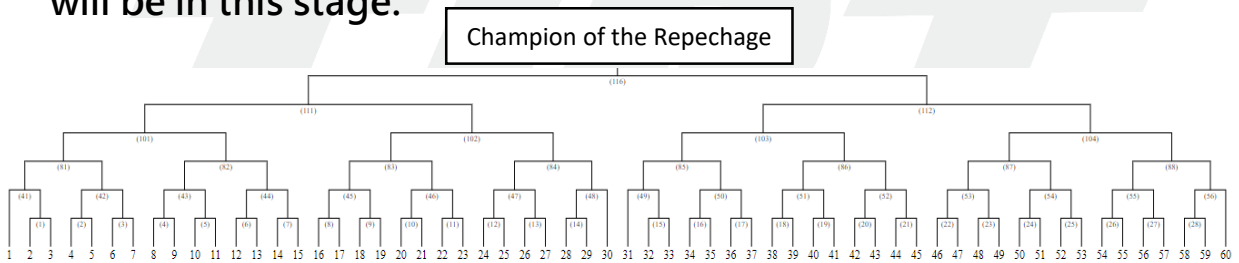 will be in this stage.
Champion of the Repechage
(116)
(111) (112)
(101) (102) (103) (104)
(81) (82) (83) (84) (85) (86) (87) (88)
(41) (42) (43) (44) (45) (46) (47) (48) (49) (50) (51) (52) (53) (54) (55) (56)
(1) (2) (3) (4) (5) (6) (7) (8) (9) (10) (11) (12) (13) (14) (15) (16) (17) (18) (19) (20) (21) (22) (23) (24) (25) (26) (27) (28)
1 2 3 4 5 6 7 8 9 10 11 12 13 14 15 16 17 18 19 20 21 22 23 24 25 26 27 28 29 30 31 32 33 34 35 36 37 38 39 40 41 42 43 44 45 46 47 48 49 50 51 52 53 54 55 56 57 58 59 60